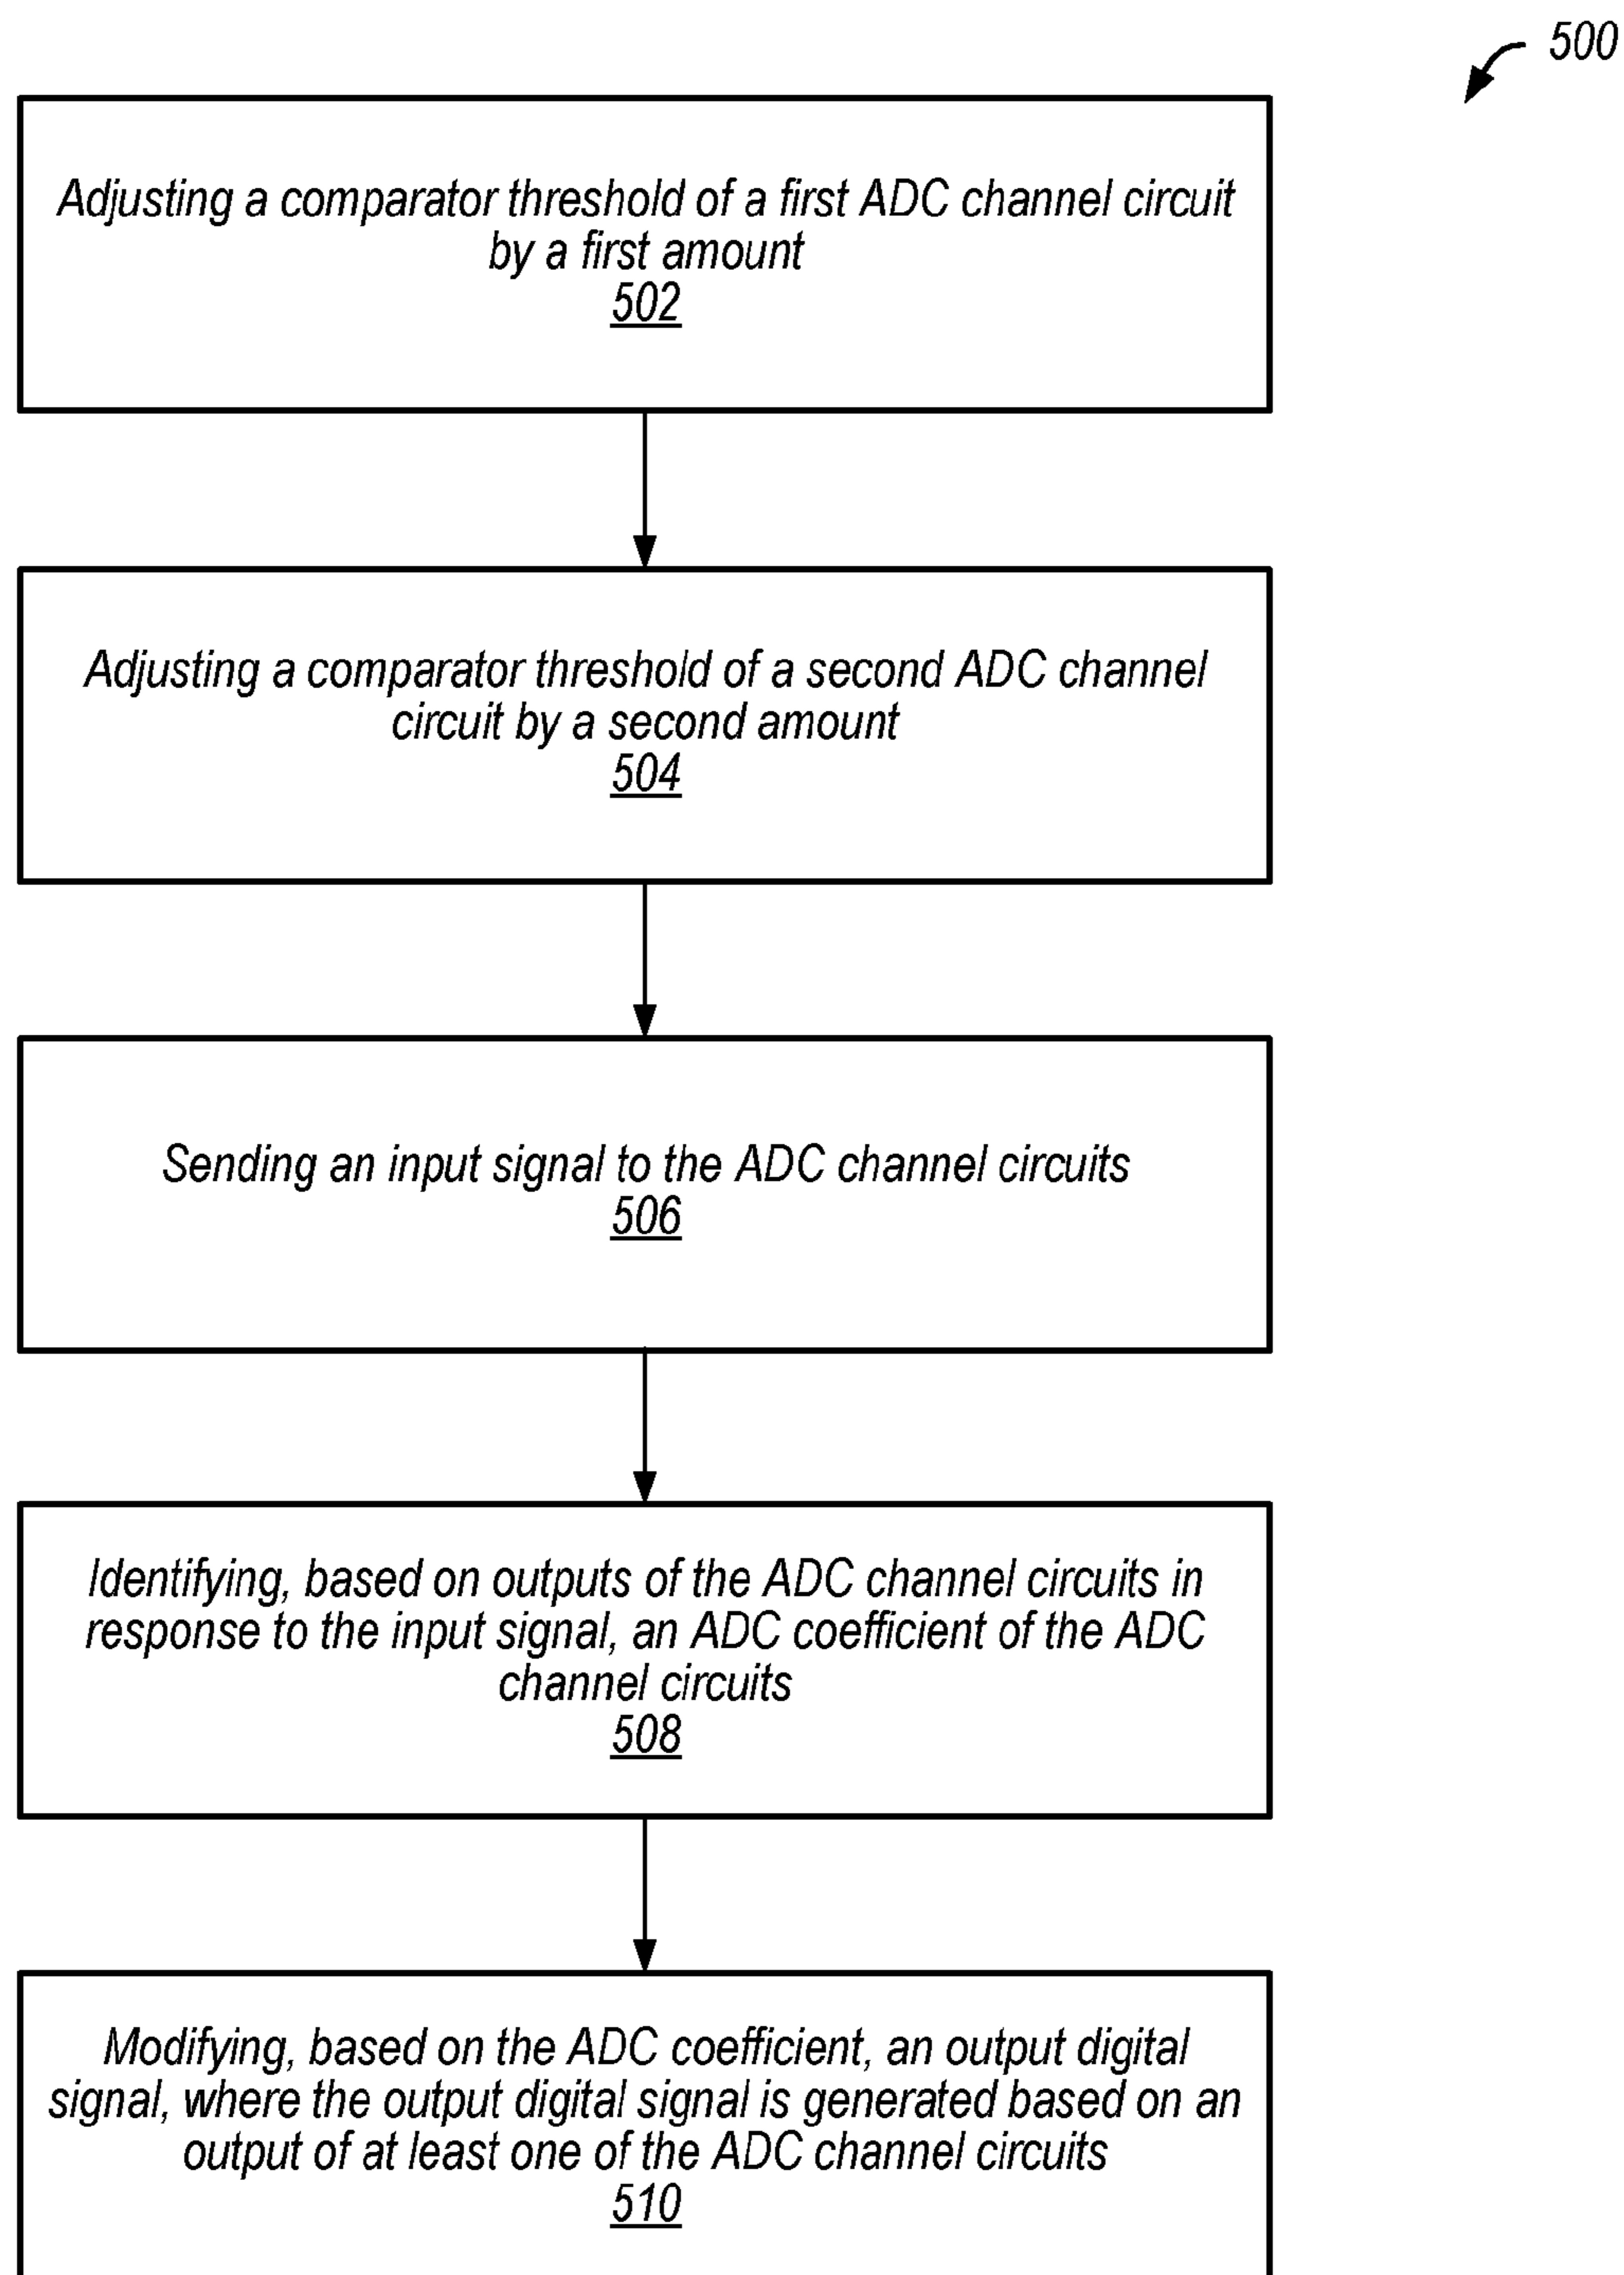 500
Adjusting a comparator threshold of a first ADC channel circuit
by a first amount
502
Adjusting a comparator threshold of a second ADC channel
circuit by a second amount
504
Sending an input signal to the ADC channel circuits
506
Identifying, based on outputs of the ADC channel circuits in
response to the input signal, an ADC coefficient of the ADC
channel circuits
508
Modifying, based on the ADC coefficient, an output digital
signal, where the output digital signal is generated based on an
output of at least one of the ADC channel circuits
510